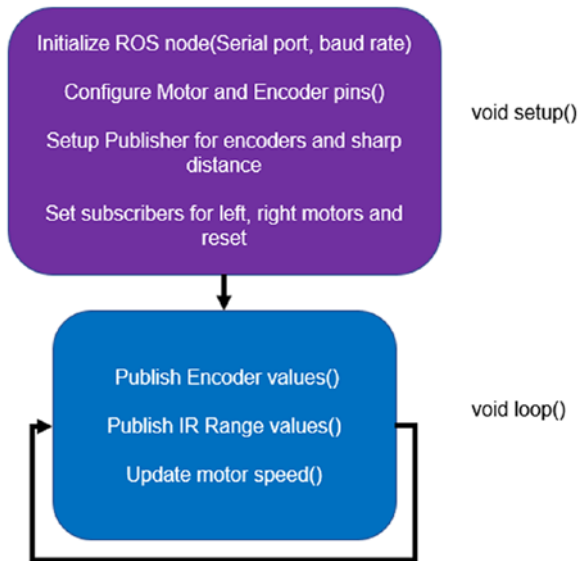 Initialize ROS node(Serial port, baud rate)
Configure Motor and Encoder pins()
void setup()
Setup Publisher for encoders and sharp
distance
Set subscribers for left, right motors and
reset
Publish Encoder values()
Publish IR Range values()
void loop()
Update motor speed()